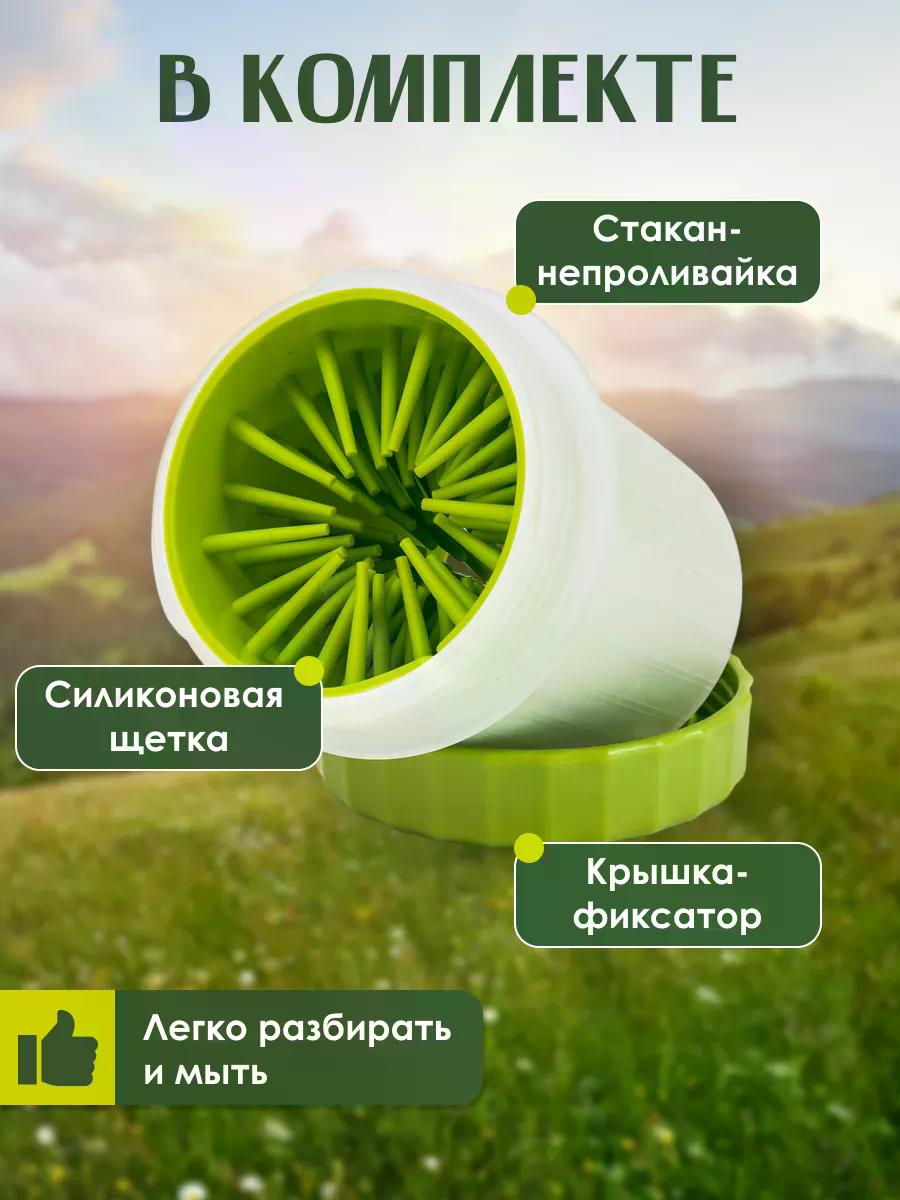 В КОМПЛЕКТЕ
Стакан-
непроливайка
Силиконовая
щетка
Крышка-
фиксатор
Легко разбирать
и мыть